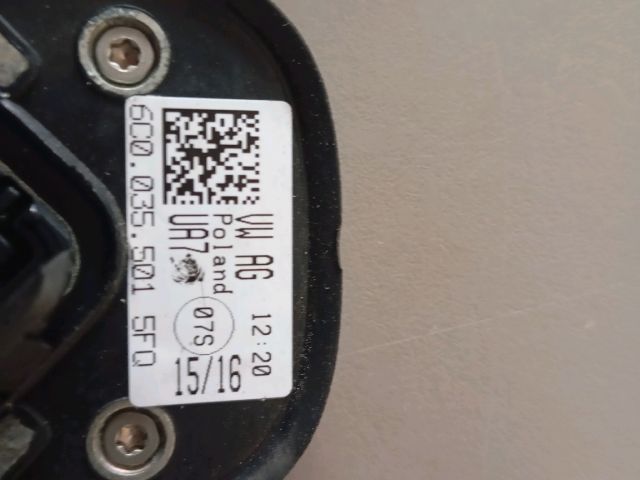 VW AG 12:20
Poland
UA7 07S 15/16
6C0.035.501 5FQ